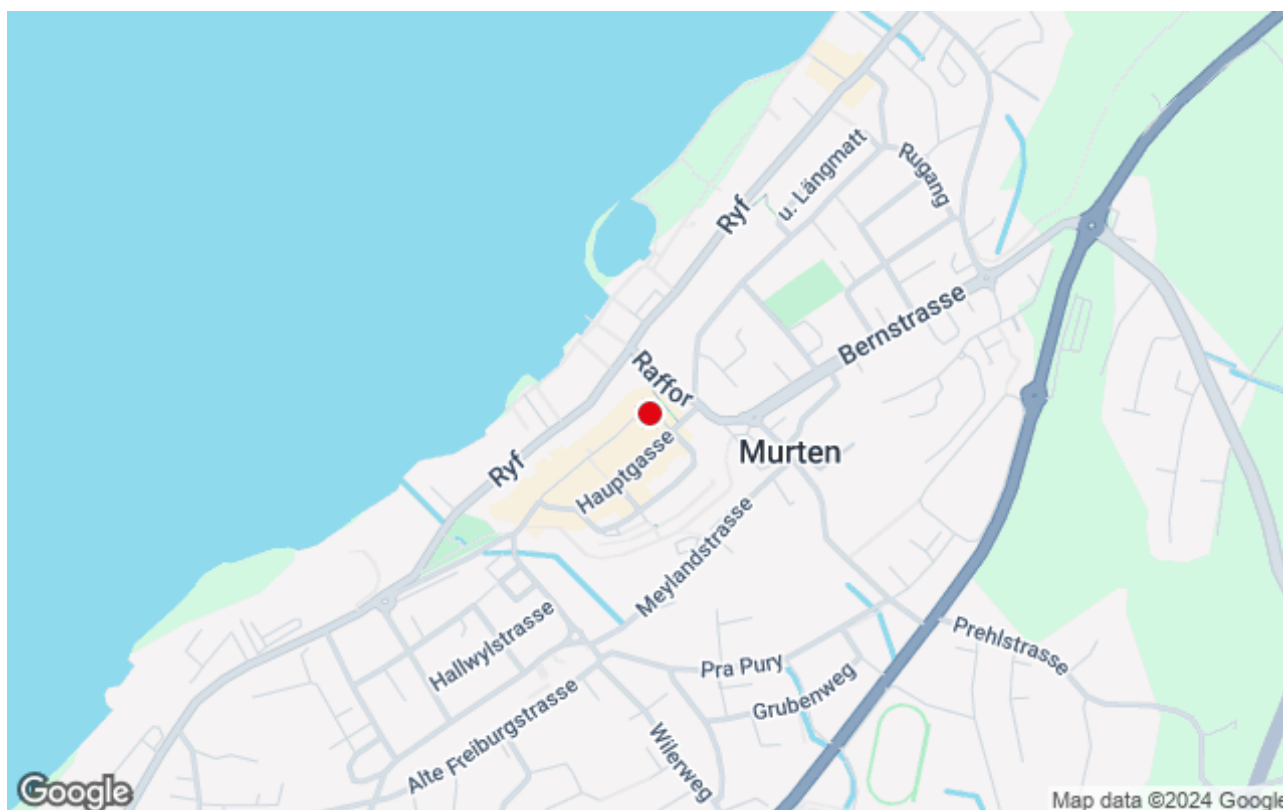 Rugang
u. Längmatt
Ryf
Bernstrasse
Raffor
Murten
Hauptgasse
Ryf
Meylandstrasse
Prehlstrasse
Hallwylstrasse
Pra Pury
Grubenweg
Alte Freiburgstrasse
Wilerweg
Google
Map data ©2024 Google